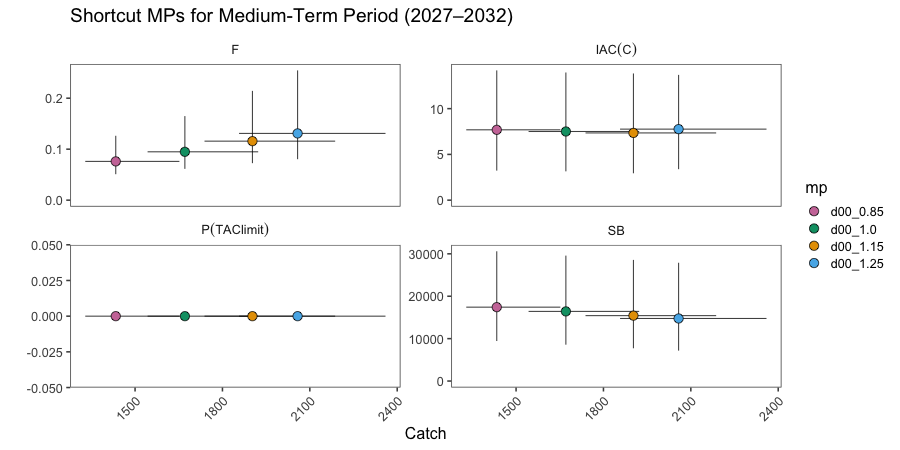 Shortcut MPs for Medium-Term Period (2027–2032)
F
IAC(C)
0.2
0.1
0.0
10
5
0
P(TAClimit)
SB
0.050
0.025
0.000
-0.025
-0.050
30000
20000
10000
0
1500
1800
2100
2400
1500
1800
2100
2400
Catch
mp
d00_0.85
d00_1.0
d00_1.15
d00_1.25